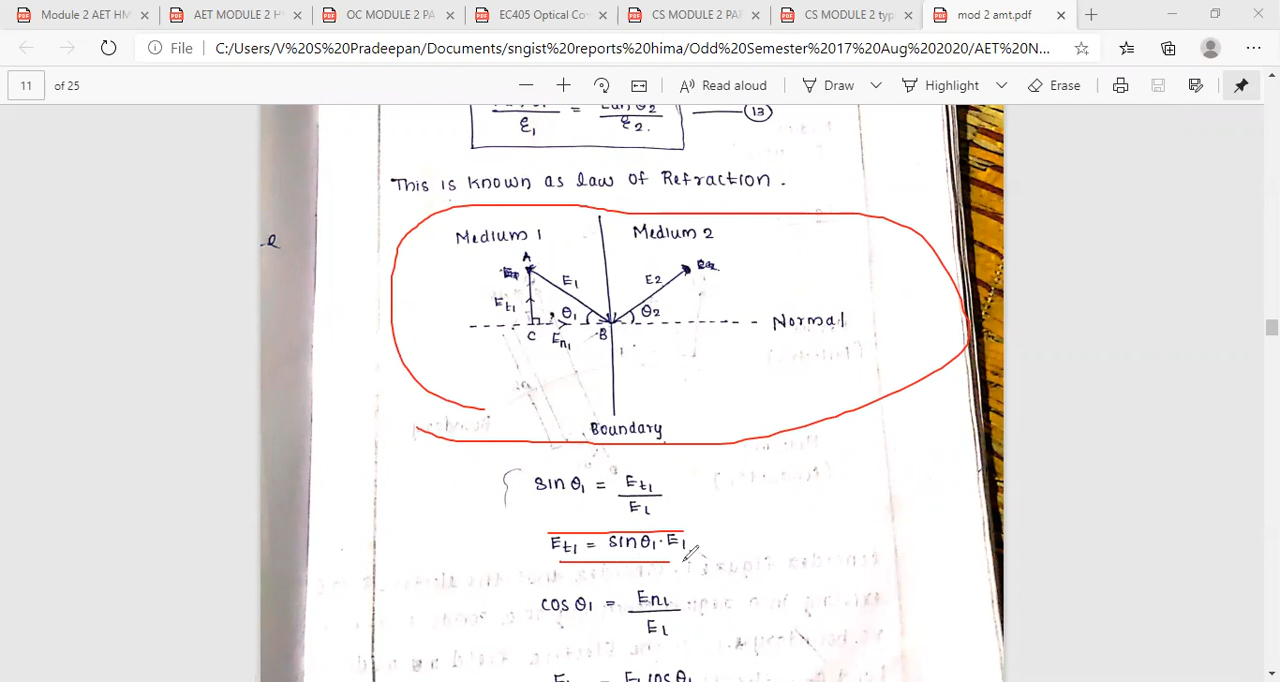 Module 2 AET HM
AET MODULE 2 H
OC MODULE 2 PA
EC405 Optical Co
CS MODULE 2 PA
CS MODULE 2 typ
mod 2 amt.pdf
File
C:/Users/V%20S%20Pradeepan/Documents/sngist%20reports%20hima/Odd%20Semester%2017%20Aug%202020/AET%20N...
11 of 25
Read aloud
Draw
Highlight
Erase
ε1 = ε2. (13)
This is known as law of Refraction.
Medium 1
Medium 2
A
E1
E2
Et1
θ1
θ2
Normal
C
En1
B
Boundary
sin θ1 = Et1 / E1
Et1 = sin θ1 · E1
cos θ1 = En1 / E1
E1 cos θ1